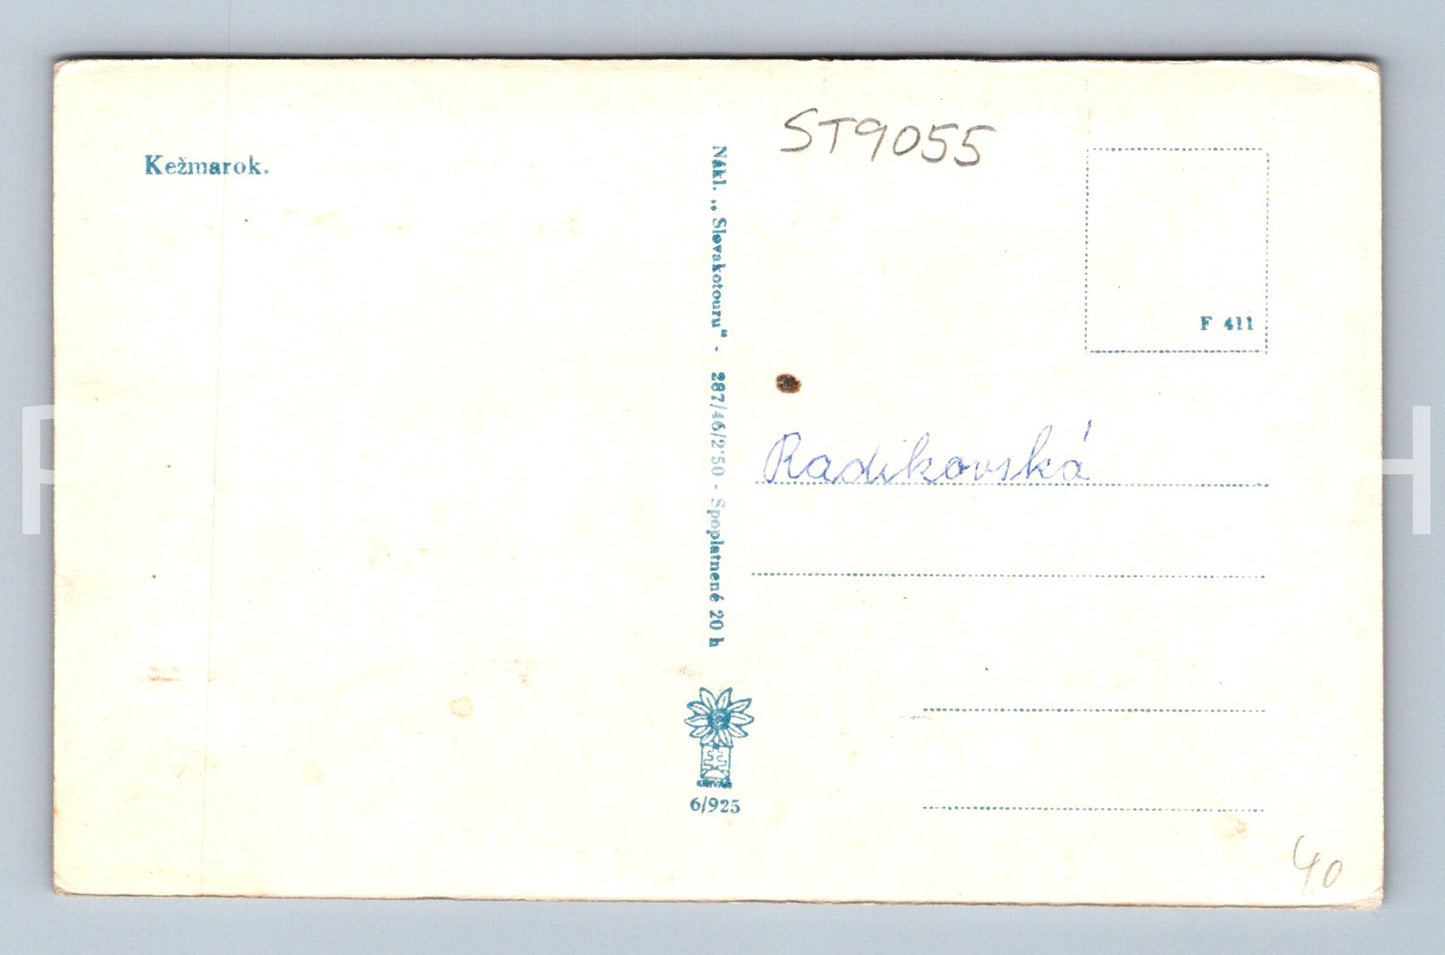 Kežmarok.
ST9055
F 411
Nákl. „Slovakotouru“ - 287/46/2˙50 - Spoplatnené 20 h
Radikovská
6/925
40